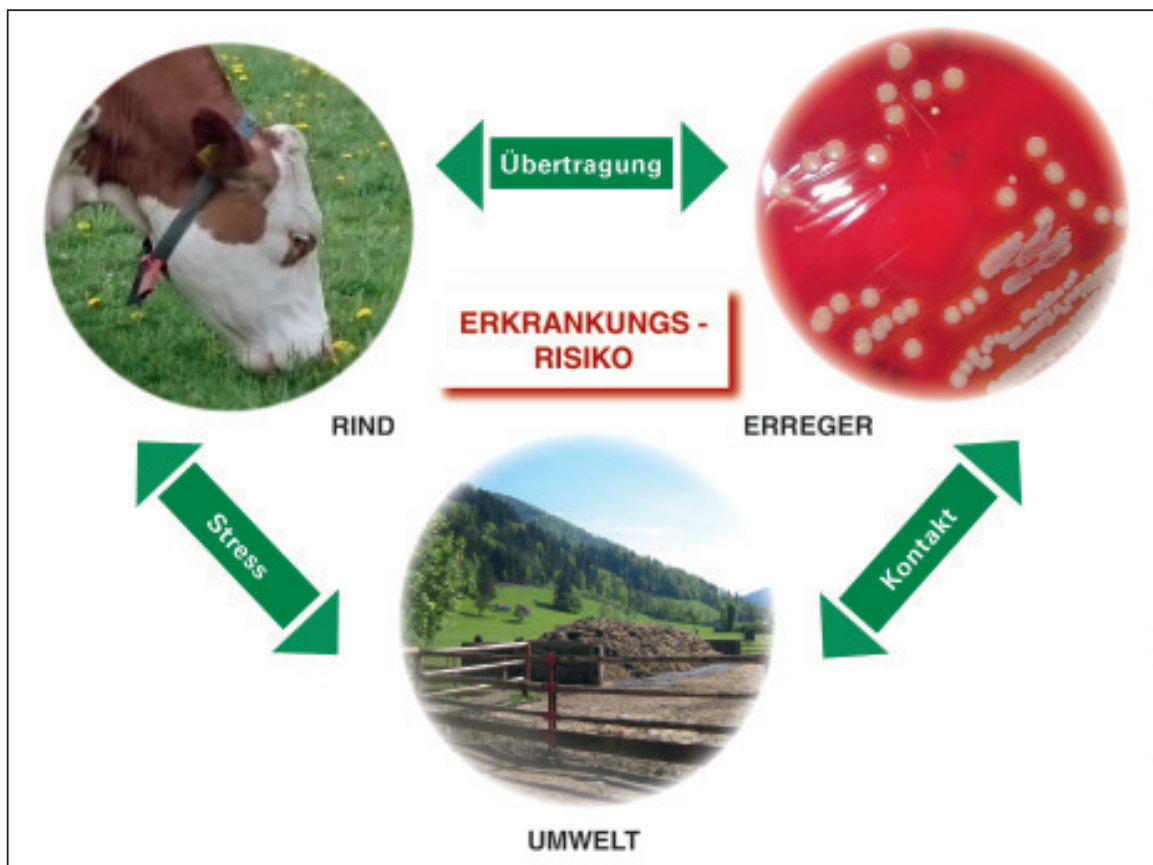 Übertragung
ERKRANKUNGS -
RISIKO
RIND
ERREGER
Stress
Kontakt
UMWELT